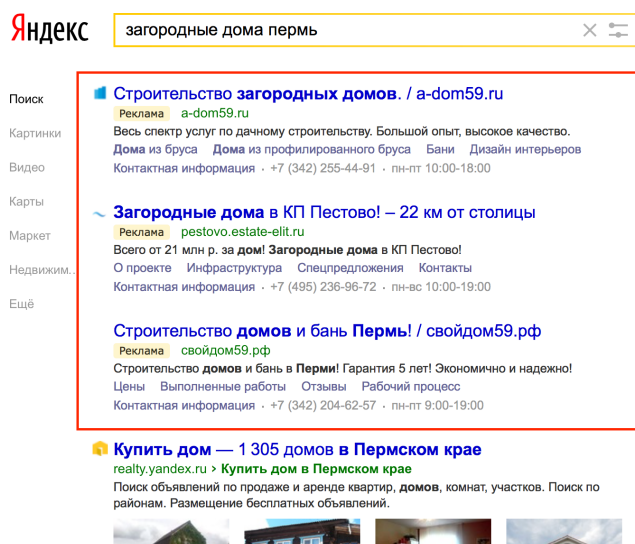 Яндекс
загородные дома пермь
Поиск
Картинки
Видео
Карты
Маркет
Недвижим...
Ещё
Строительство загородных домов. / a-dom59.ru
Реклама a-dom59.ru
Весь спектр услуг по дачному строительству. Большой опыт, высокое качество.
Дома из бруса Дома из профилированного бруса Бани Дизайн интерьеров
Контактная информация · +7 (342) 255-44-91 · пн-пт 10:00-18:00
Загородные дома в КП Пестово! – 22 км от столицы
Реклама pestovo.estate-elit.ru
Всего от 21 млн р. за дом! Загородные дома в КП Пестово!
О проекте Инфраструктура Спецпредложения Контакты
Контактная информация · +7 (495) 236-96-72 · пн-вс 10:00-19:00
Строительство домов и бань Пермь! / свойдом59.рф
Реклама свойдом59.рф
Строительство домов и бань в Перми! Гарантия 5 лет! Экономично и надежно!
Цены Выполненные работы Отзывы Рабочий процесс
Контактная информация · +7 (342) 204-62-57 · пн-пт 9:00-19:00
Купить дом — 1 305 домов в Пермском крае
realty.yandex.ru › Купить дом в Пермском крае
Поиск объявлений по продаже и аренде квартир, домов, комнат, участков. Поиск по
районам. Размещение бесплатных объявлений.